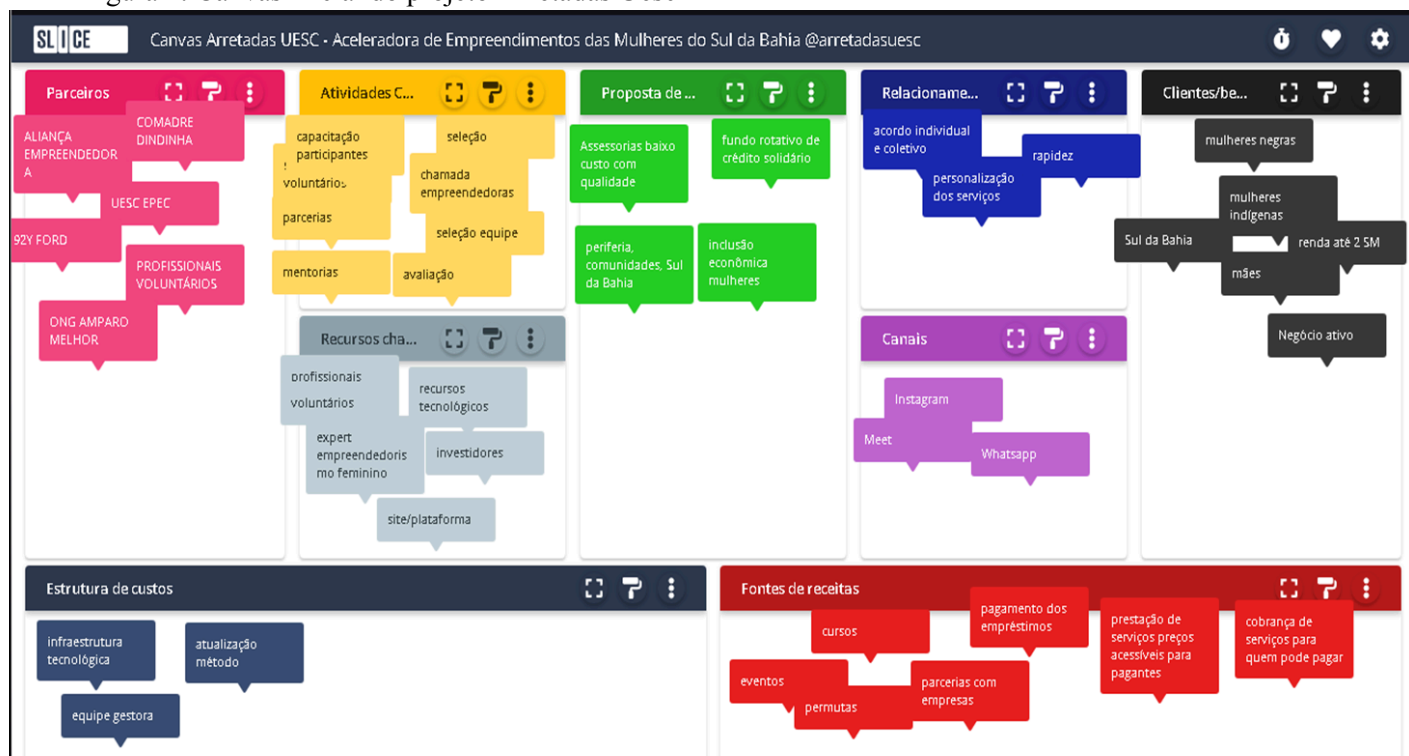 SLICE
Canvas Arretadas UESC - Aceleradora de Empreendimentos das Mulheres do Sul da Bahia @arretadasuesc
Parceiros
COMADRE
DINDINHA
ALIANÇA
EMPREENDEDOR
A
UESC EPEC
92Y FORD
PROFISSIONAIS
VOLUNTÁRIOS
ONG AMPARO
MELHOR
Atividades C...
capacitação
participantes
voluntários
seleção
chamada
empreendedoras
parcerias
seleção equipe
mentorias
avaliação
Recursos cha...
profissionais
voluntários
recursos
tecnológicos
expert
empreendedoris
mo feminino
investidores
site/plataforma
Proposta de ...
Assessorias baixo
custo com
qualidade
fundo rotativo de
crédito solidário
periferia,
comunidades, Sul
da Bahia
inclusão
econômica
mulheres
Relacioname...
acordo individual
e coletivo
rapidez
personalização
dos serviços
Canais
Instagram
Meet
Whatsapp
Clientes/be...
mulheres negras
mulheres
indígenas
Sul da Bahia
renda até 2 SM
mães
Negócio ativo
Estrutura de custos
infraestrutura
tecnológica
atualização
método
equipe gestora
Fontes de receitas
cursos
pagamento dos
empréstimos
prestação de
serviços preços
acessíveis para
pagantes
cobrança de
serviços para
quem pode pagar
eventos
permutas
parcerias com
empresas